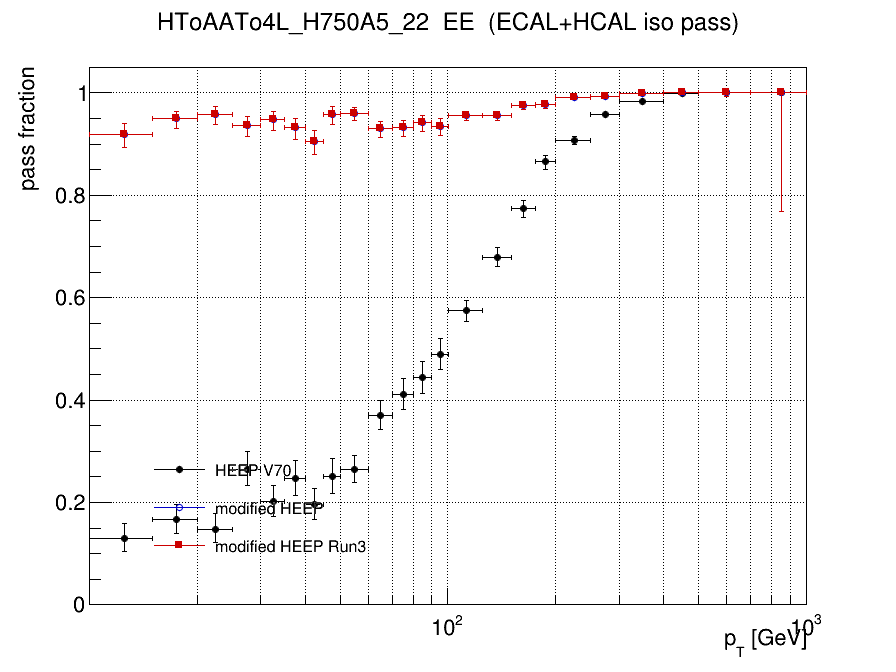 HToAATo4L_H750A5_22 EE (ECAL+HCAL iso pass)
pass fraction
1
0.8
0.6
0.4
0.2
0
HEEP V70
modified HEEP
modified HEEP Run3
10²
10³
p_T [GeV]